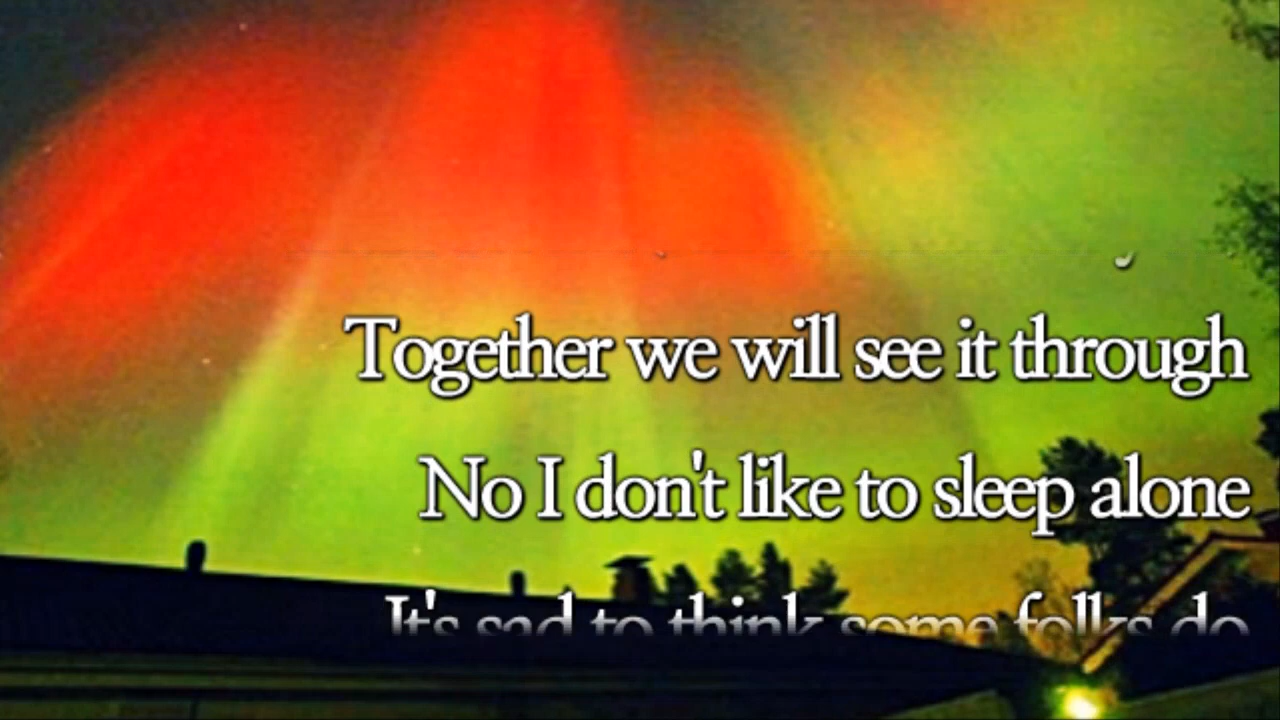 Together we will see it through
No I don't like to sleep alone
It's sad to think some folks do